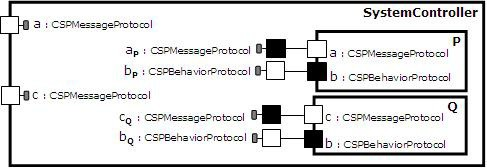 SystemController
a : CSPMessageProtocol
P
aP : CSPMessageProtocol
a : CSPMessageProtocol
bP : CSPBehaviorProtocol
b : CSPBehaviorProtocol
c : CSPMessageProtocol
Q
cQ : CSPMessageProtocol
c : CSPMessageProtocol
bQ : CSPBehaviorProtocol
b : CSPBehaviorProtocol